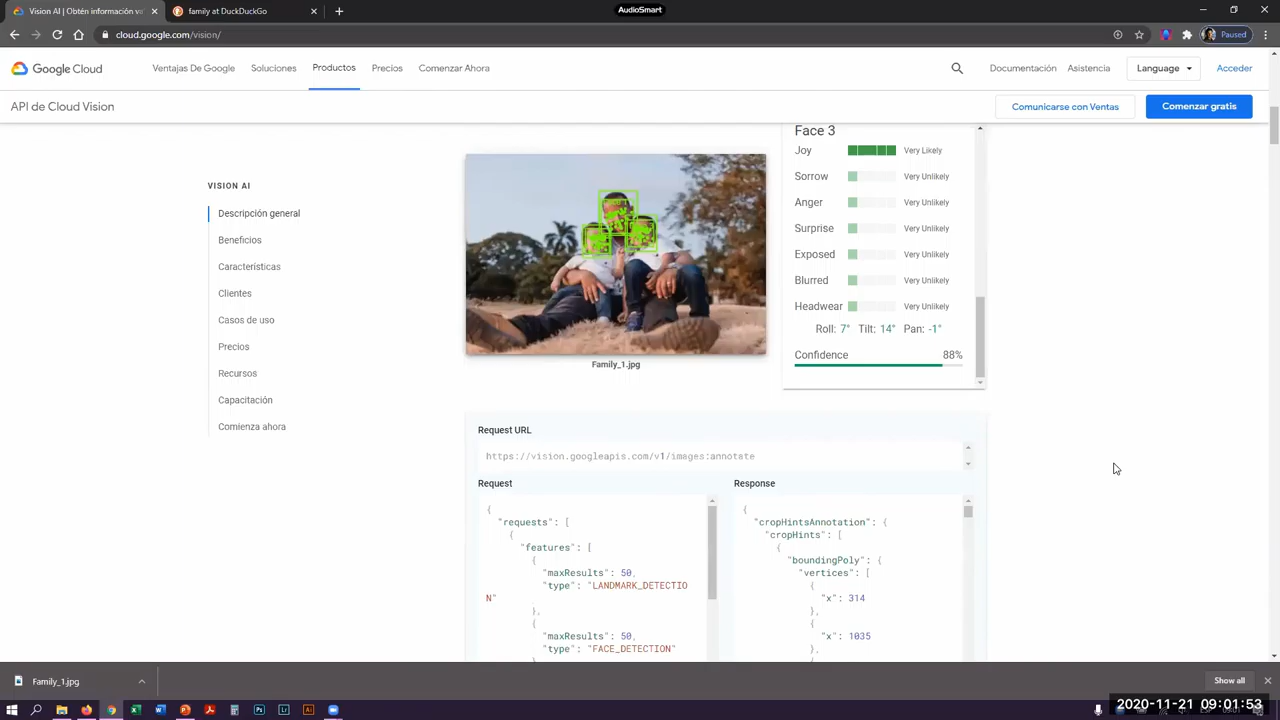 Vision AI | Obtén información va
family at DuckDuckGo
AudioSmart
cloud.google.com/vision/
Paused
Google Cloud
Ventajas De Google
Soluciones
Productos
Precios
Comenzar Ahora
Documentación
Asistencia
Language
Acceder
API de Cloud Vision
Comunicarse con Ventas
Comenzar gratis
VISION AI
Descripción general
Beneficios
Características
Clientes
Casos de uso
Precios
Recursos
Capacitación
Comienza ahora
Family_1.jpg
Face 3
Joy Very Likely
Sorrow Very Unlikely
Anger Very Unlikely
Surprise Very Unlikely
Exposed Very Unlikely
Blurred Very Unlikely
Headwear Very Unlikely
Roll: 7° Tilt: 14° Pan: -1°
Confidence 88%
Request URL
https://vision.googleapis.com/v1/images:annotate
Request
{
"requests": [
{
"features": [
{
"maxResults": 50,
"type": "LANDMARK_DETECTIO
N"
},
{
"maxResults": 50,
"type": "FACE_DETECTION"
Response
{
"cropHintsAnnotation": {
"cropHints": [
{
"boundingPoly": {
"vertices": [
{
"x": 314
},
{
"x": 1035
},
Family_1.jpg
Show all
2020-11-21 09:01:53